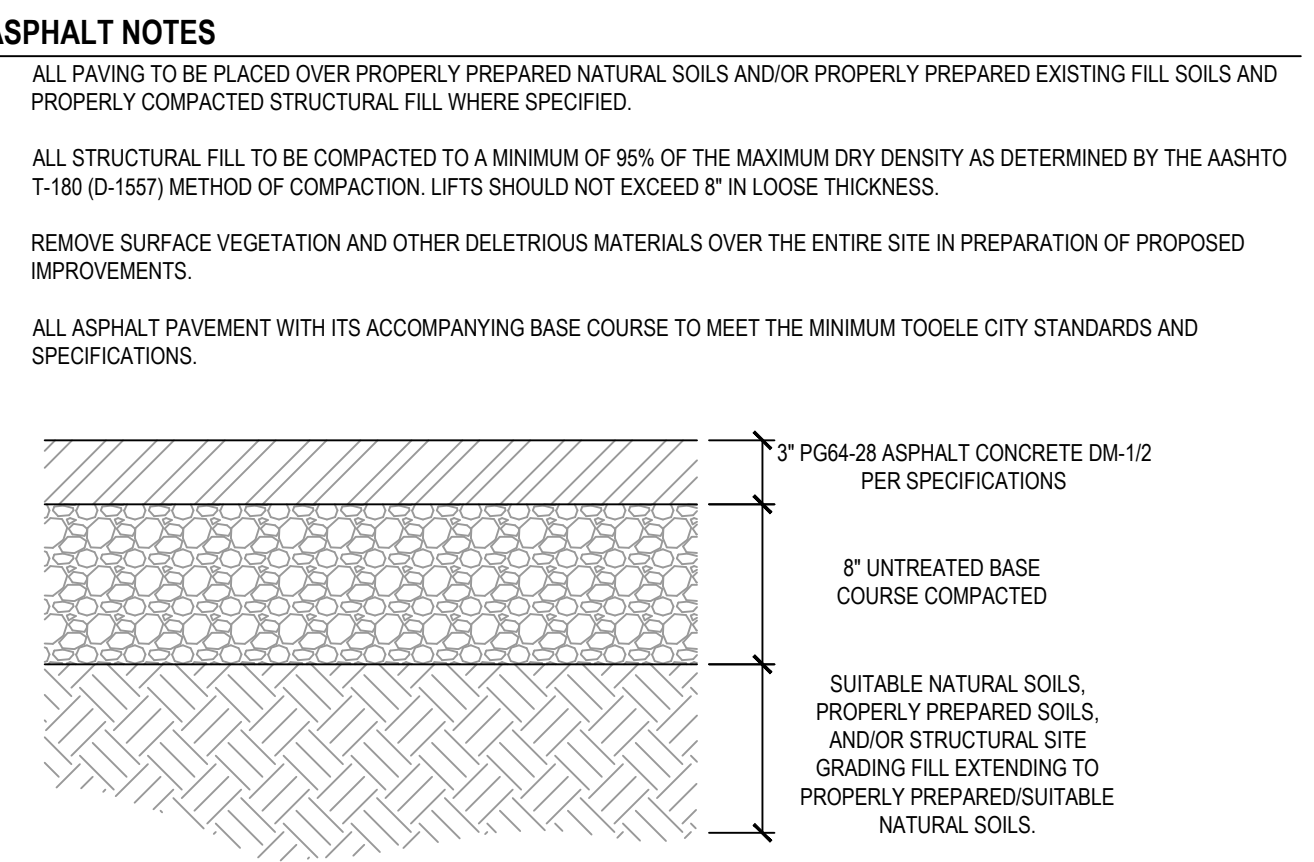 ASPHALT NOTES
ALL PAVING TO BE PLACED OVER PROPERLY PREPARED NATURAL SOILS AND/OR PROPERLY PREPARED EXISTING FILL SOILS AND
PROPERLY COMPACTED STRUCTURAL FILL WHERE SPECIFIED.
ALL STRUCTURAL FILL TO BE COMPACTED TO A MINIMUM OF 95% OF THE MAXIMUM DRY DENSITY AS DETERMINED BY THE AASHTO
T-180 (D-1557) METHOD OF COMPACTION. LIFTS SHOULD NOT EXCEED 8" IN LOOSE THICKNESS.
REMOVE SURFACE VEGETATION AND OTHER DELETRIOUS MATERIALS OVER THE ENTIRE SITE IN PREPARATION OF PROPOSED
IMPROVEMENTS.
ALL ASPHALT PAVEMENT WITH ITS ACCOMPANYING BASE COURSE TO MEET THE MINIMUM TOOELE CITY STANDARDS AND
SPECIFICATIONS.
3" PG64-28 ASPHALT CONCRETE DM-1/2
PER SPECIFICATIONS
8" UNTREATED BASE
COURSE COMPACTED
SUITABLE NATURAL SOILS,
PROPERLY PREPARED SOILS,
AND/OR STRUCTURAL SITE
GRADING FILL EXTENDING TO
PROPERLY PREPARED/SUITABLE
NATURAL SOILS.